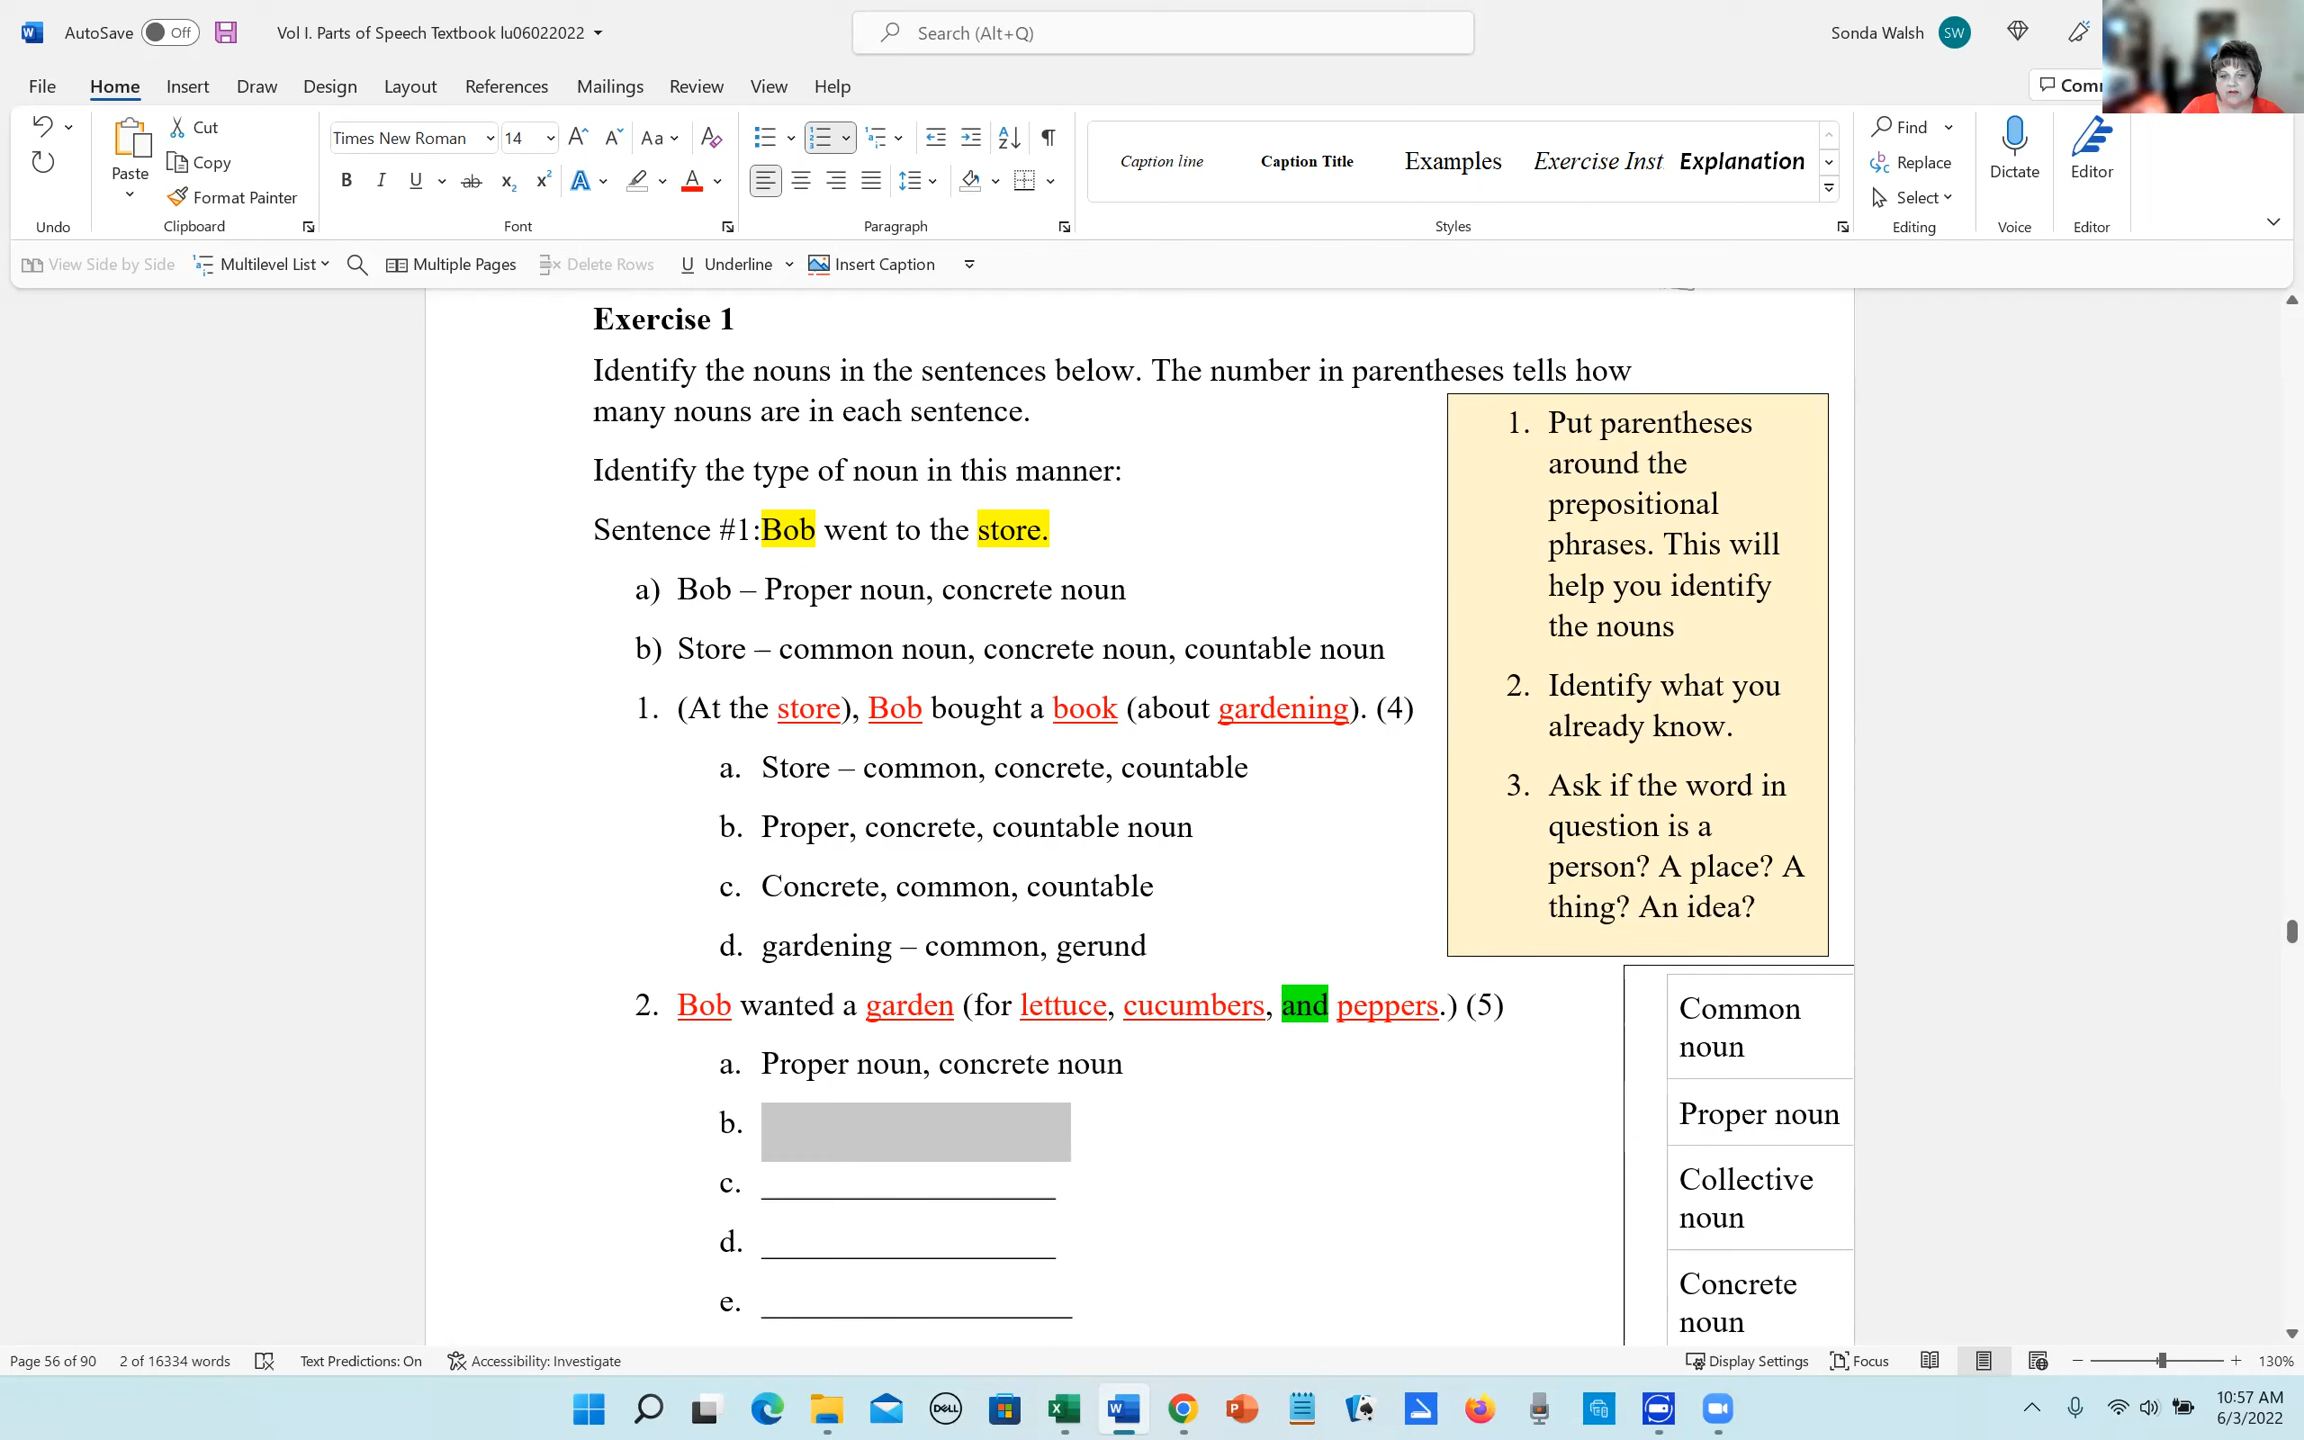 AutoSave Off Vol I. Parts of Speech Textbook lu06022022 Search (Alt+Q) Sonda Walsh SW
File Home Insert Draw Design Layout References Mailings Review View Help
Paste Cut Copy Format Painter
Times New Roman 14 Aa
B I U ab x₂ x² A A
Caption line Caption Title Examples Exercise Inst Explanation
Find Replace Select Dictate Editor
Undo Clipboard Font Paragraph Styles Editing Voice Editor
View Side by Side Multilevel List Multiple Pages Delete Rows U Underline Insert Caption
Exercise 1
Identify the nouns in the sentences below. The number in parentheses tells how
many nouns are in each sentence.
Identify the type of noun in this manner:
Sentence #1:Bob went to the store.
a) Bob – Proper noun, concrete noun
b) Store – common noun, concrete noun, countable noun
1. (At the store), Bob bought a book (about gardening). (4)
a. Store – common, concrete, countable
b. Proper, concrete, countable noun
c. Concrete, common, countable
d. gardening – common, gerund
2. Bob wanted a garden (for lettuce, cucumbers, and peppers.) (5)
a. Proper noun, concrete noun
b.
c.
d.
e.
1. Put parentheses
around the
prepositional
phrases. This will
help you identify
the nouns
2. Identify what you
already know.
3. Ask if the word in
question is a
person? A place? A
thing? An idea?
Common
noun
Proper noun
Collective
noun
Concrete
noun
Page 56 of 90 2 of 16334 words Text Predictions: On Accessibility: Investigate Display Settings Focus 130%
DELL
10:57 AM
6/3/2022